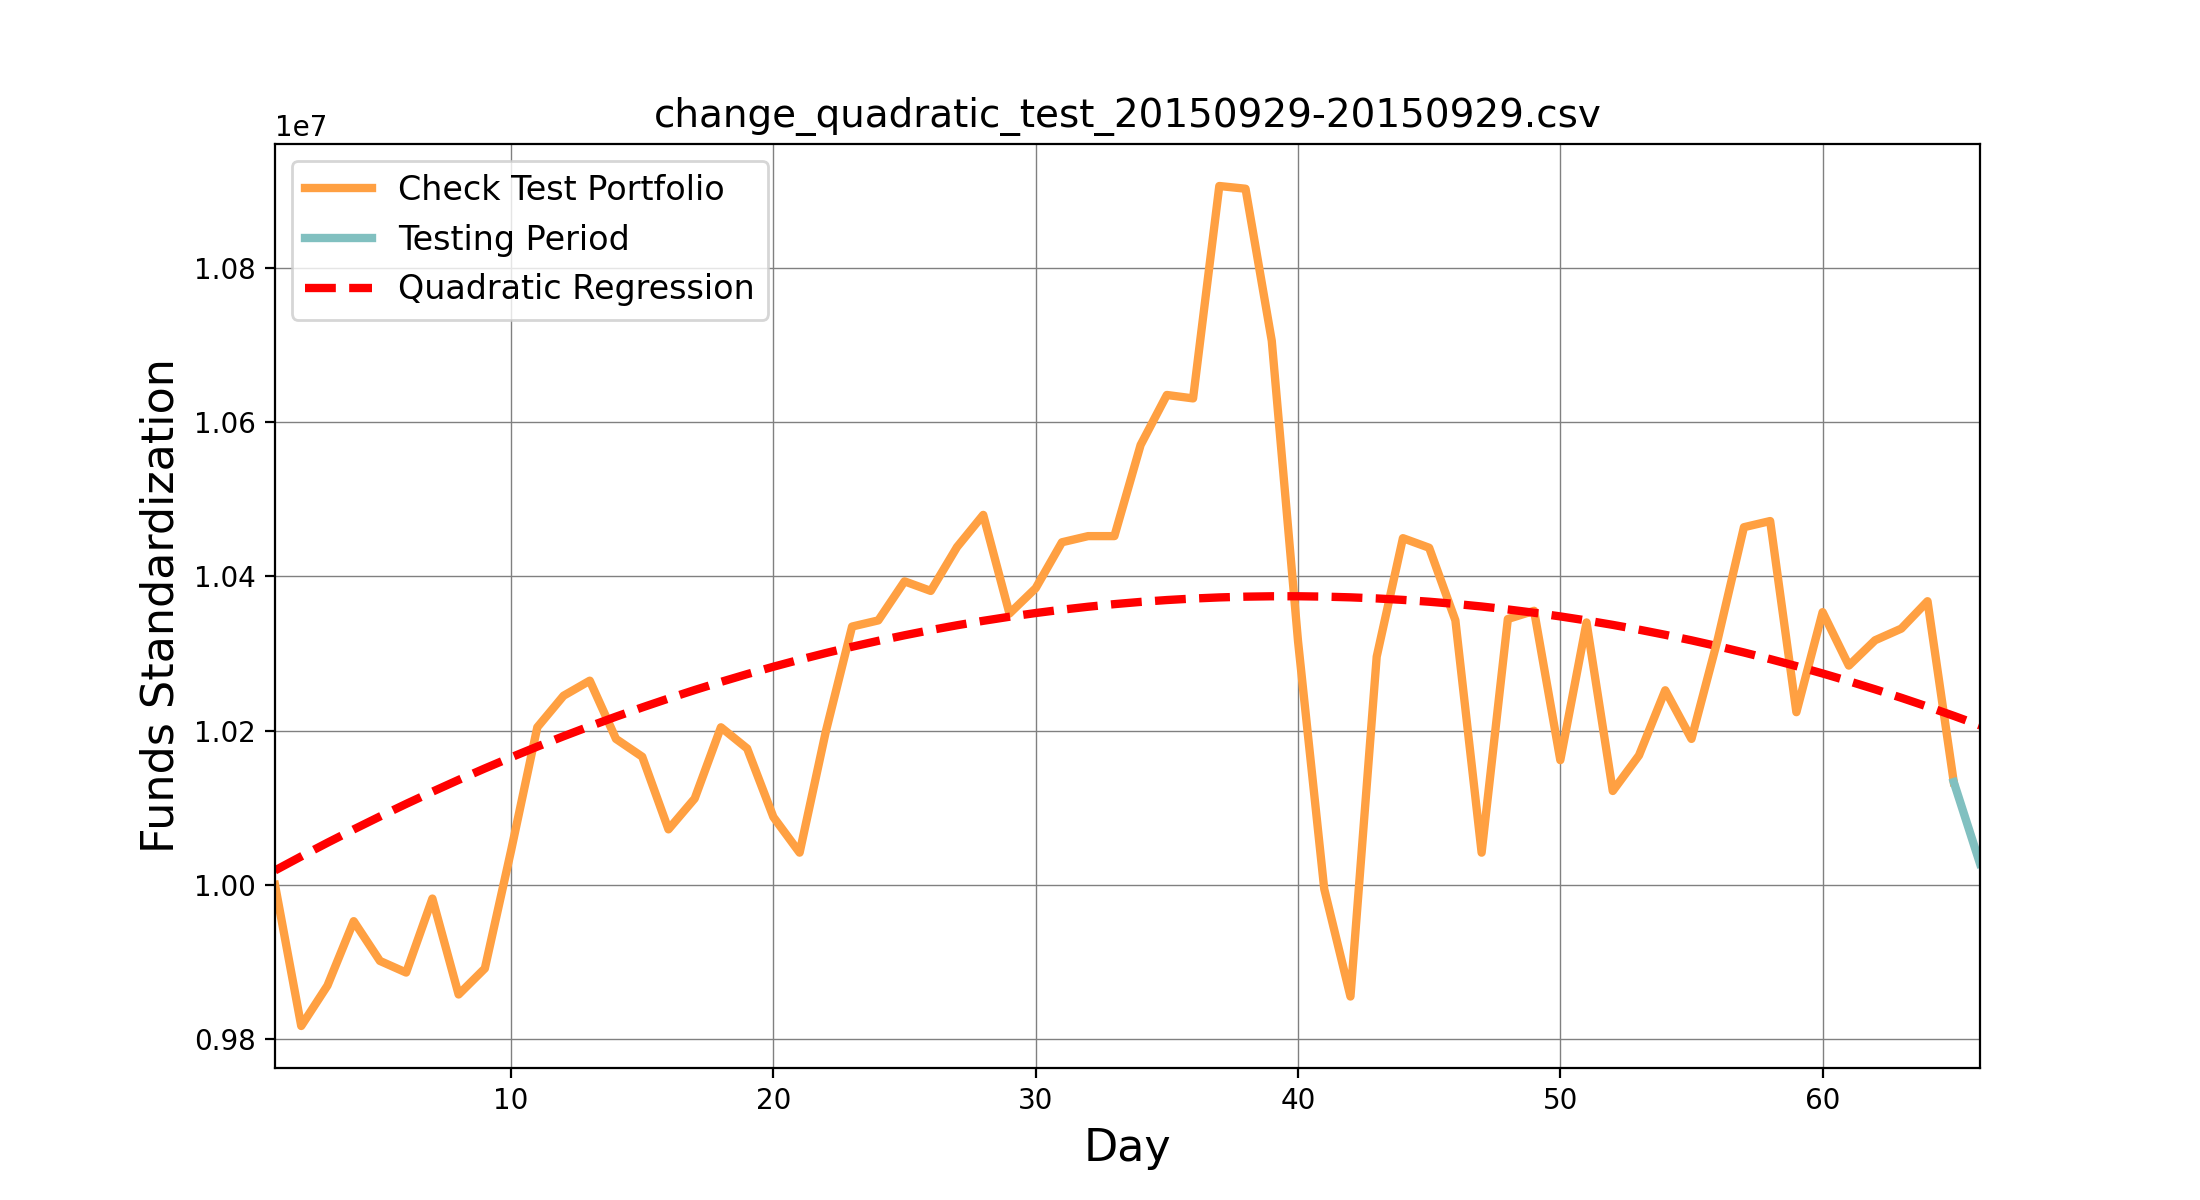 change_quadratic_test_20150929-20150929.csv
1e7
Check Test Portfolio
Testing Period
Quadratic Regression
Funds Standardization
1.08
1.06
1.04
1.02
1.00
0.98
10 20 30 40 50 60
Day